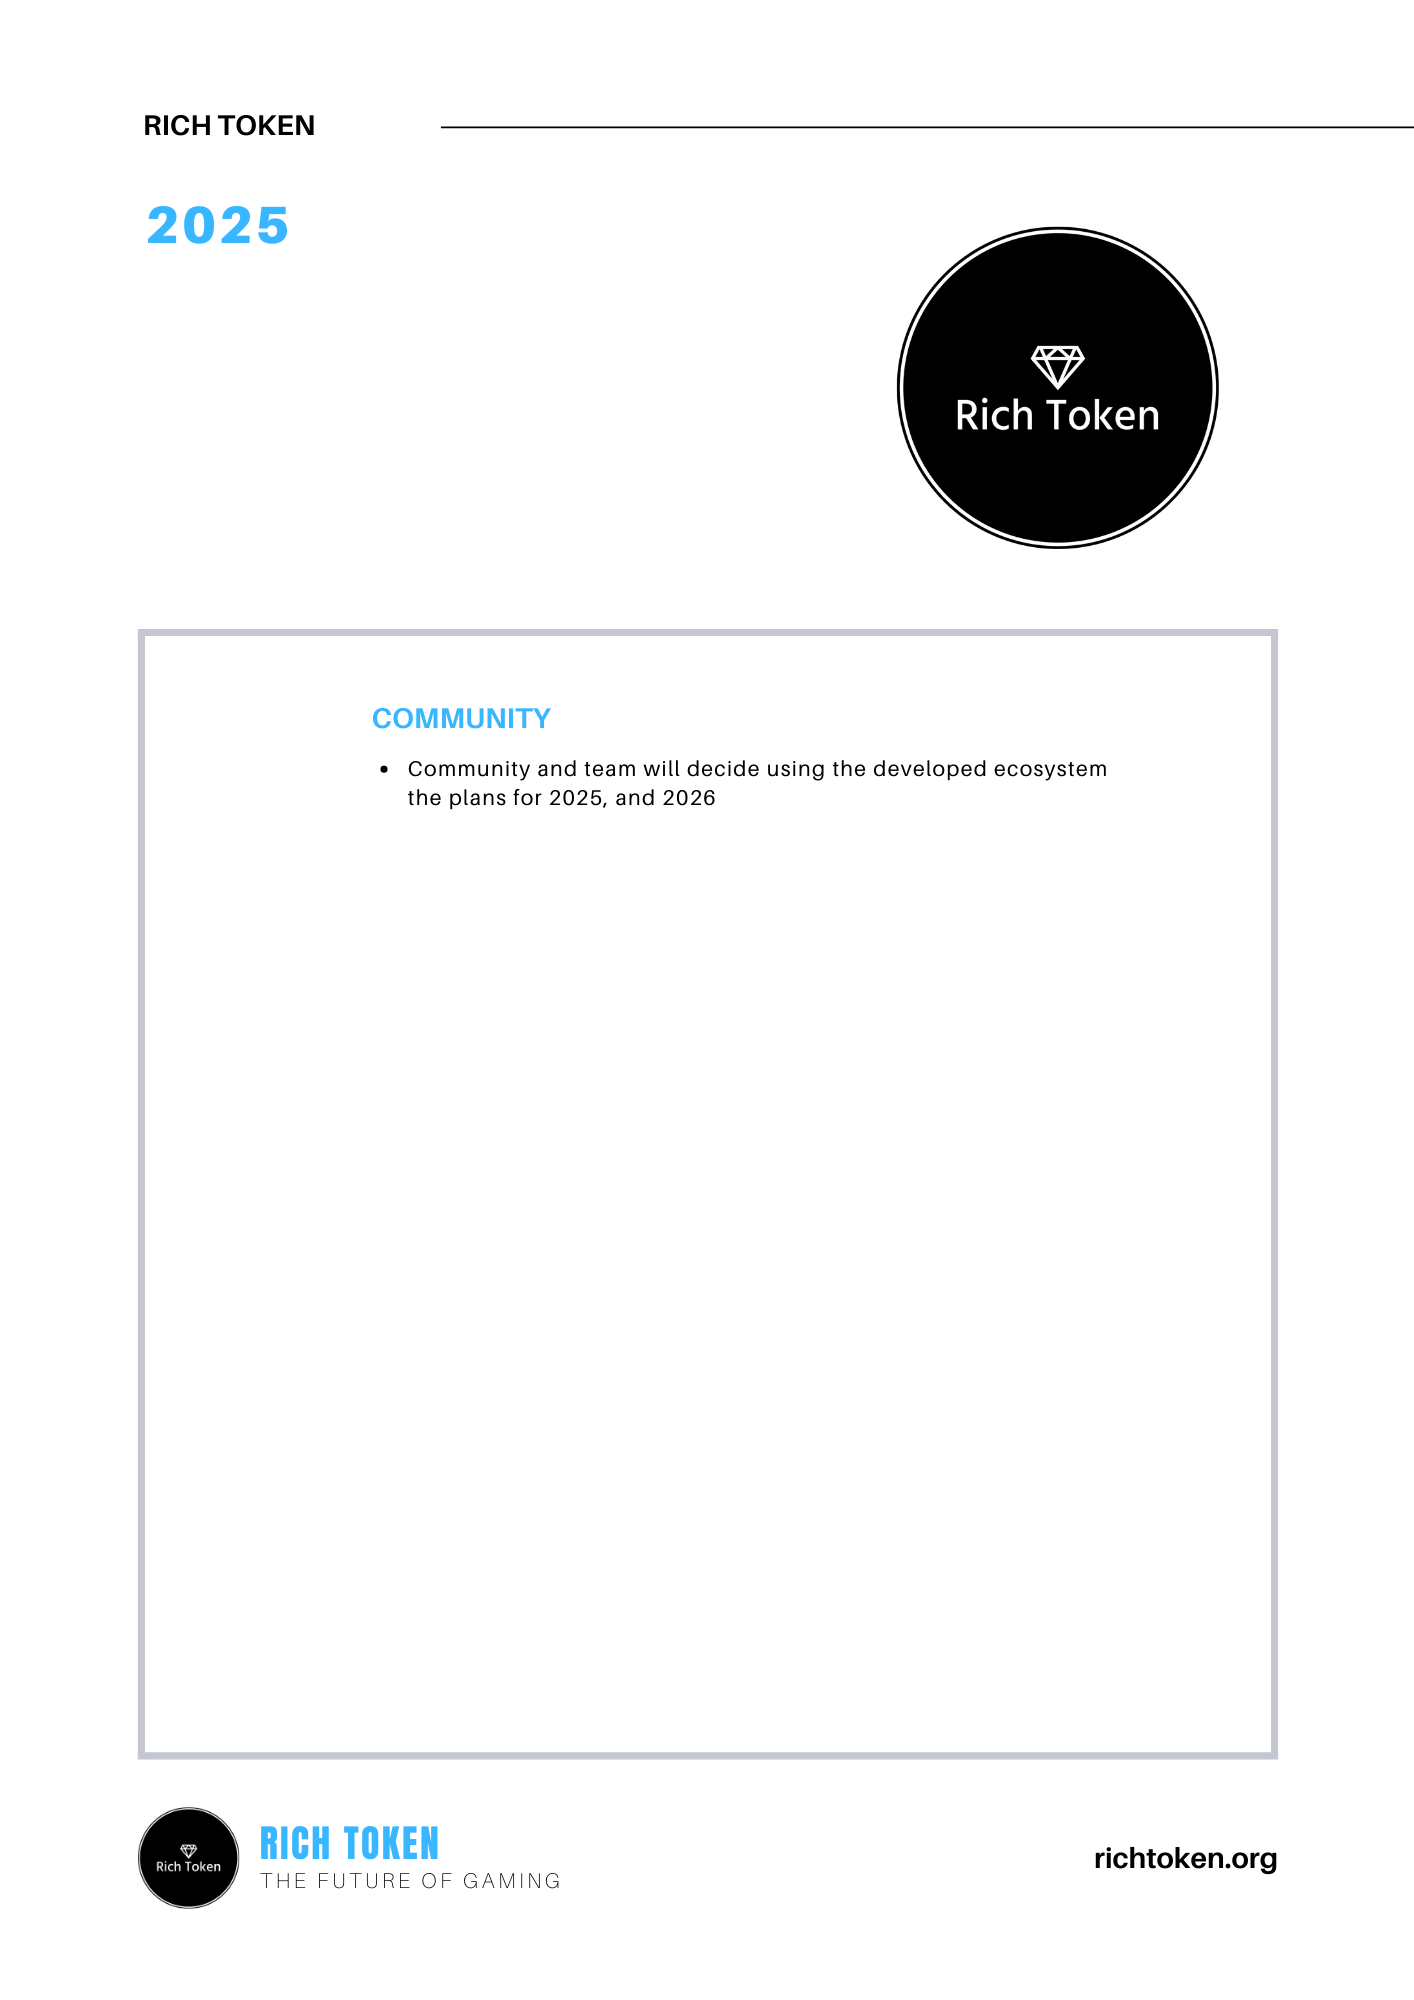 RICH TOKEN
2025
Rich Token
COMMUNITY
• Community and team will decide using the developed ecosystem
the plans for 2025, and 2026
Rich Token
RICH TOKEN
THE FUTURE OF GAMING
richtoken.org